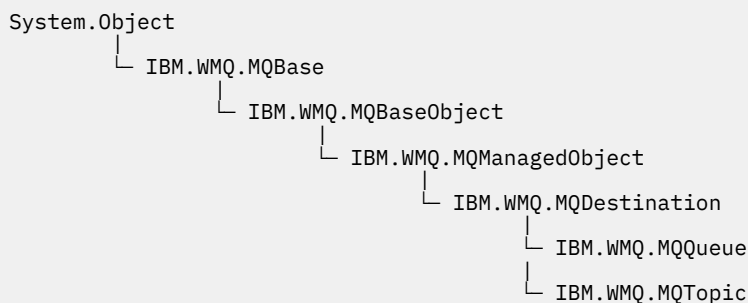 System.Object
IBM.WMQ.MQBase
IBM.WMQ.MQBaseObject
IBM.WMQ.MQManagedObject
IBM.WMQ.MQDestination
IBM.WMQ.MQQueue
IBM.WMQ.MQTopic